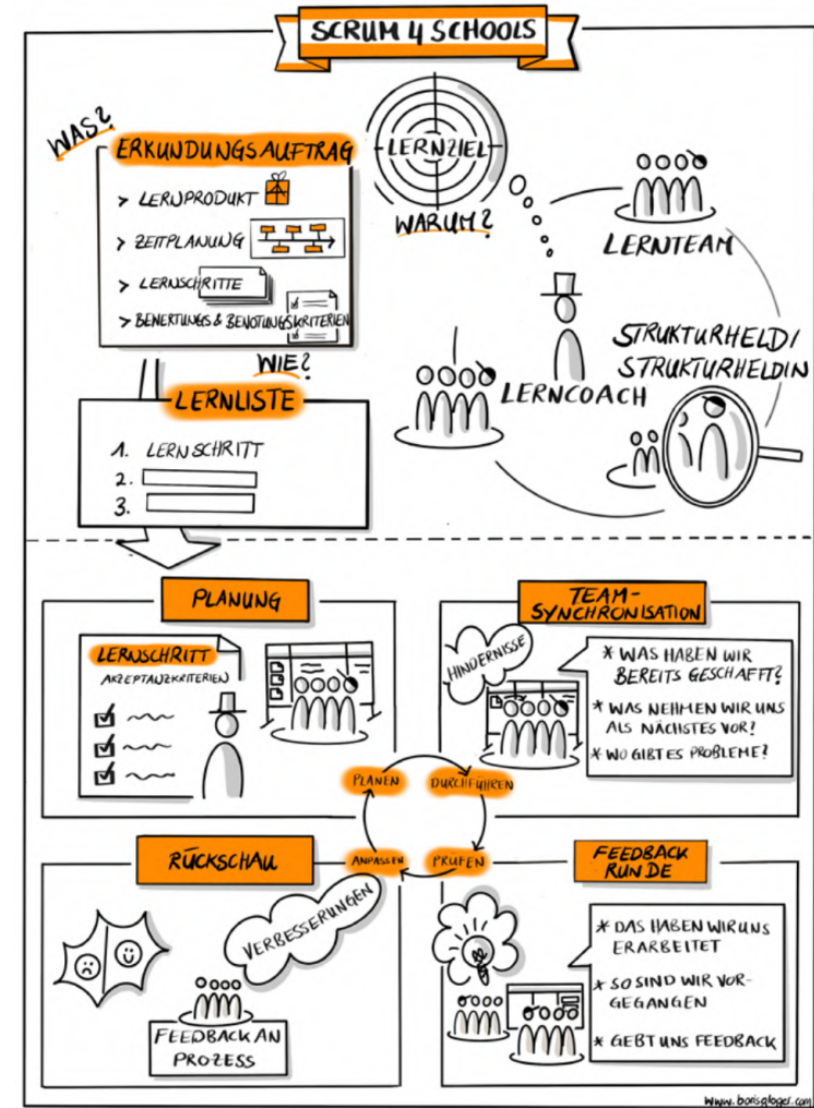 SCRUM 4 SCHOOLS
WAS?
ERKUNDUNGSAUFTRAG
> LERNPRODUKT
> ZEITPLANUNG
> LERNSCHRITTE
> BEWERTUNGS & BENOTUNGSKRITERIEN
WIE?
LERNLISTE
1. LERNSCHRITT
2.
3.
LERNZIEL
WARUM?
LERNTEAM
LERNCOACH
STRUKTURHELD/
STRUKTURHELDIN
PLANUNG
LERNSCHRITT
AKZEPTANZKRITERIEN
TEAM-
SYNCHRONISATION
HINDERNISSE
* WAS HABEN WIR
BEREITS GESCHAFFT?
* WAS NEHMEN WIR UNS
ALS NÄCHSTES VOR?
* WO GIBT ES PROBLEME?
PLANEN
DURCHFÜHREN
ANPASSEN
PRÜFEN
RÜCKSCHAU
VERBESSERUNGEN
FEEDBACK AN
PROZESS
FEEDBACK
RUNDE
* DAS HABEN WIR UNS
ERARBEITET
* SO SIND WIR VOR-
GEGANGEN
* GEBT UNS FEEDBACK
www.borisgloger.com